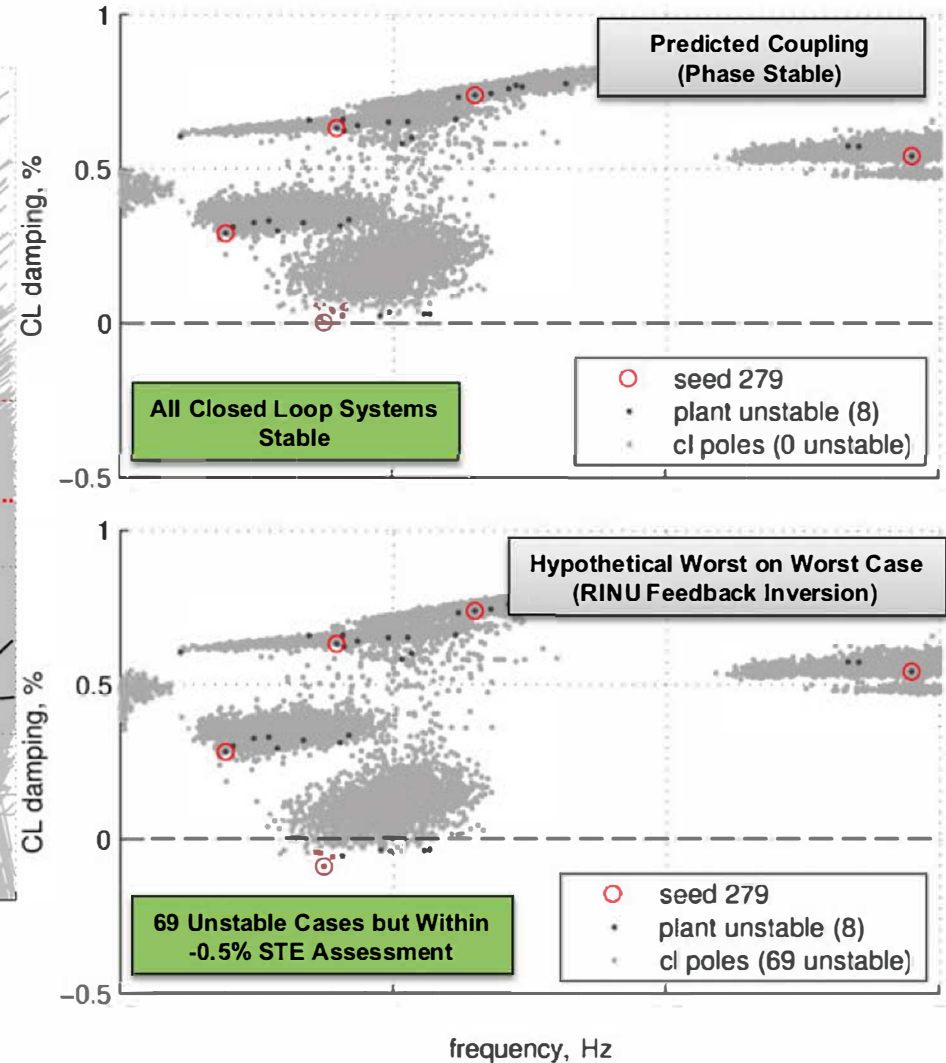 1
Predicted Coupling
(Phase Stable)
CL damping, %
0.5
0
All Closed Loop Systems
Stable
seed 279
plant unstable (8)
cl poles (0 unstable)
−0.5
1
Hypothetical Worst on Worst Case
(RINU Feedback Inversion)
CL damping, %
0.5
0
69 Unstable Cases but Within
-0.5% STE Assessment
seed 279
plant unstable (8)
cl poles (69 unstable)
−0.5
frequency, Hz